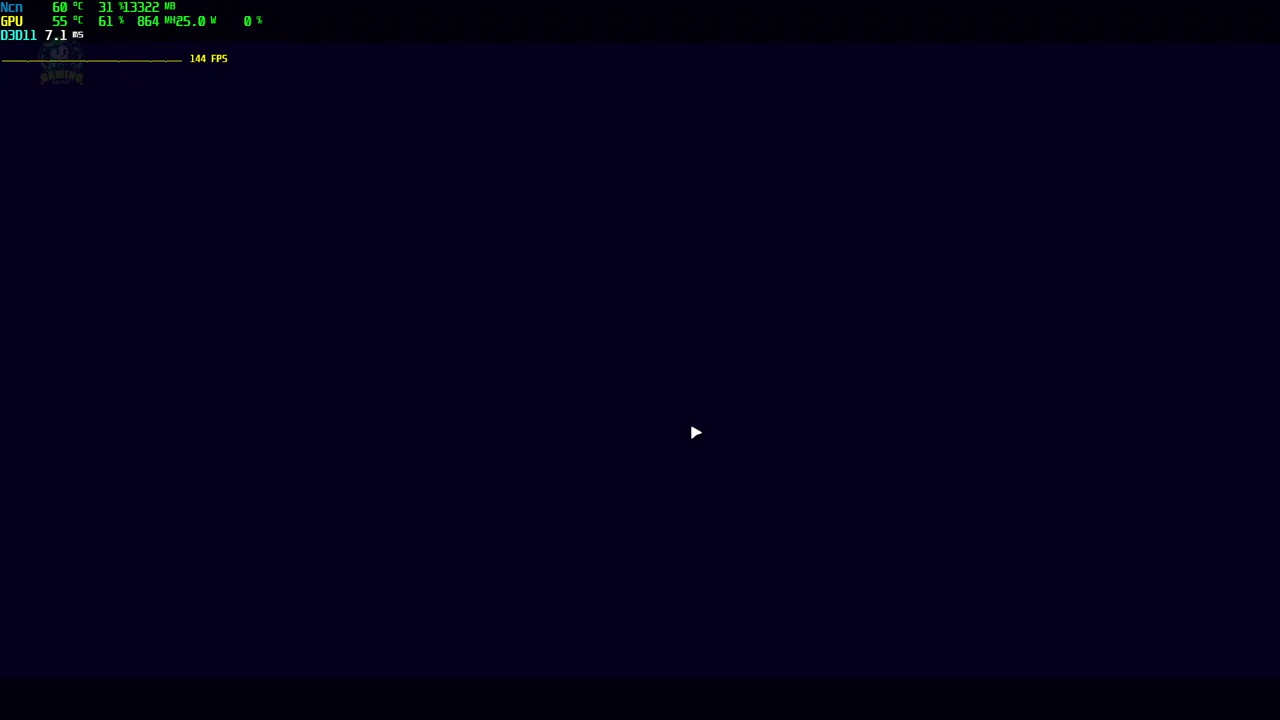 Ncn 60 °C 31 % 13322 MB
GPU 55 °C 61 % 864 MHz 25.0 W 0 %
D3D11 7.1 ms
144 FPS
GAMING